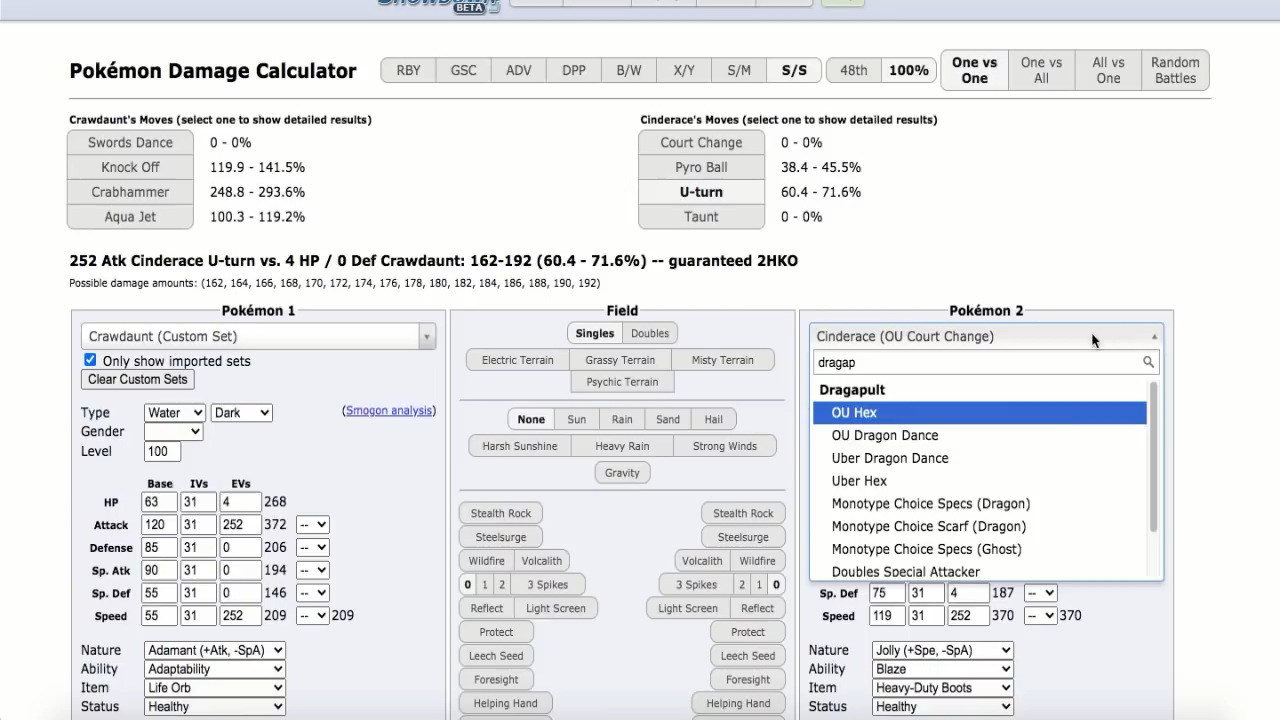 Showdown
BETA
Pokémon Damage Calculator
RBY GSC ADV DPP B/W X/Y S/M S/S
48th 100%
One vs One
One vs All
All vs One
Random Battles
Crawdaunt's Moves (select one to show detailed results)
Swords Dance 0 - 0%
Knock Off 119.9 - 141.5%
Crabhammer 248.8 - 293.6%
Aqua Jet 100.3 - 119.2%
Cinderace's Moves (select one to show detailed results)
Court Change 0 - 0%
Pyro Ball 38.4 - 45.5%
U-turn 60.4 - 71.6%
Taunt 0 - 0%
252 Atk Cinderace U-turn vs. 4 HP / 0 Def Crawdaunt: 162-192 (60.4 - 71.6%) -- guaranteed 2HKO
Possible damage amounts: (162, 164, 166, 168, 170, 172, 174, 176, 178, 180, 182, 184, 186, 188, 190, 192)
Pokémon 1
Crawdaunt (Custom Set)
Only show imported sets
Clear Custom Sets
Type Water Dark (Smogon analysis)
Gender
Level 100
Base IVs EVs
HP 63 31 4 268
Attack 120 31 252 372 --
Defense 85 31 0 206 --
Sp. Atk 90 31 0 194 --
Sp. Def 55 31 0 146 --
Speed 55 31 252 209 -- 209
Nature Adamant (+Atk, -SpA)
Ability Adaptability
Item Life Orb
Status Healthy
Field
Singles Doubles
Electric Terrain Grassy Terrain Misty Terrain
Psychic Terrain
None Sun Rain Sand Hail
Harsh Sunshine Heavy Rain Strong Winds
Gravity
Stealth Rock Stealth Rock
Steelsurge Steelsurge
Wildfire Volcalith Volcalith Wildfire
0 1 2 3 Spikes 3 Spikes 2 1 0
Reflect Light Screen Light Screen Reflect
Protect Protect
Leech Seed Leech Seed
Foresight Foresight
Helping Hand Helping Hand
Pokémon 2
Cinderace (OU Court Change)
dragap
Dragapult
OU Hex
OU Dragon Dance
Uber Dragon Dance
Uber Hex
Monotype Choice Specs (Dragon)
Monotype Choice Scarf (Dragon)
Monotype Choice Specs (Ghost)
Doubles Special Attacker
Sp. Def 75 31 4 187 --
Speed 119 31 252 370 -- 370
Nature Jolly (+Spe, -SpA)
Ability Blaze
Item Heavy-Duty Boots
Status Healthy